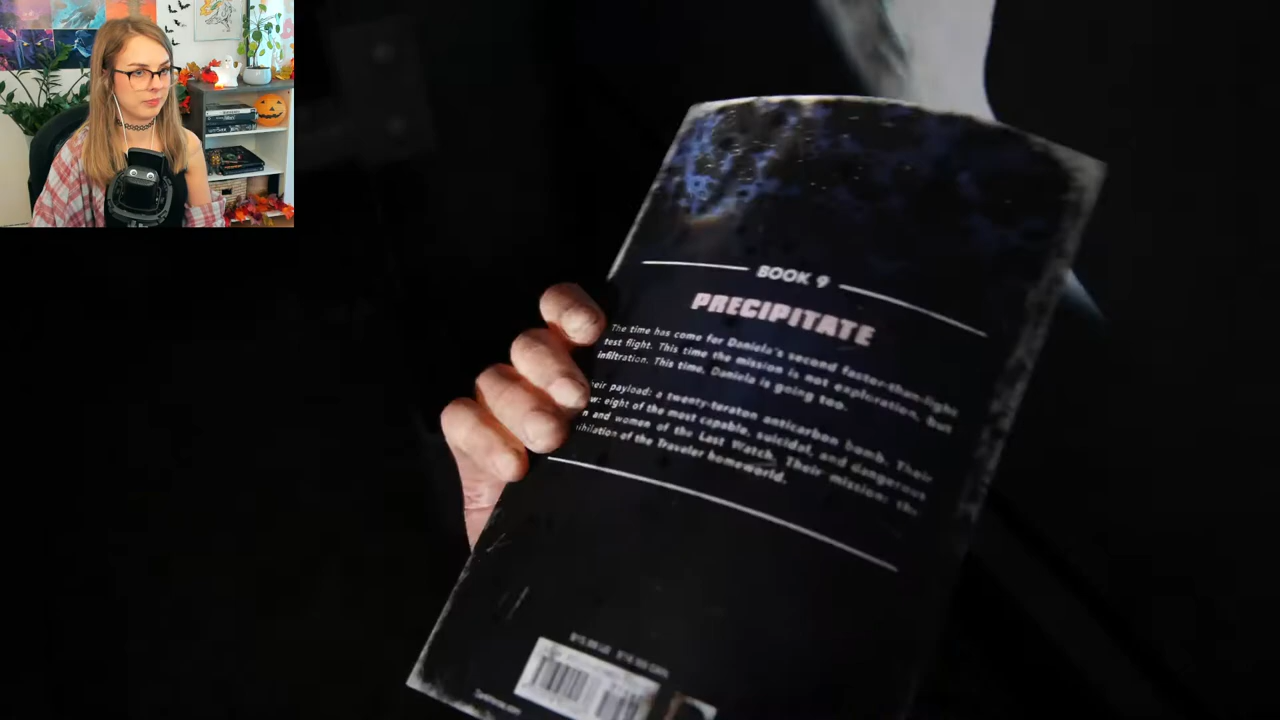 BOOK 9
PRECIPITATE
The time has come for Daniela's second faster-than-light
test flight. This time the mission is not exploration, but
infiltration. This time, Daniela is going too.
heir payload: a twenty-teraton anticarbon bomb. Their
w: eight of the most capable, suicidal, and dangerous
n and women of the Last Watch. Their mission: the
nihilation of the Traveler homeworld.